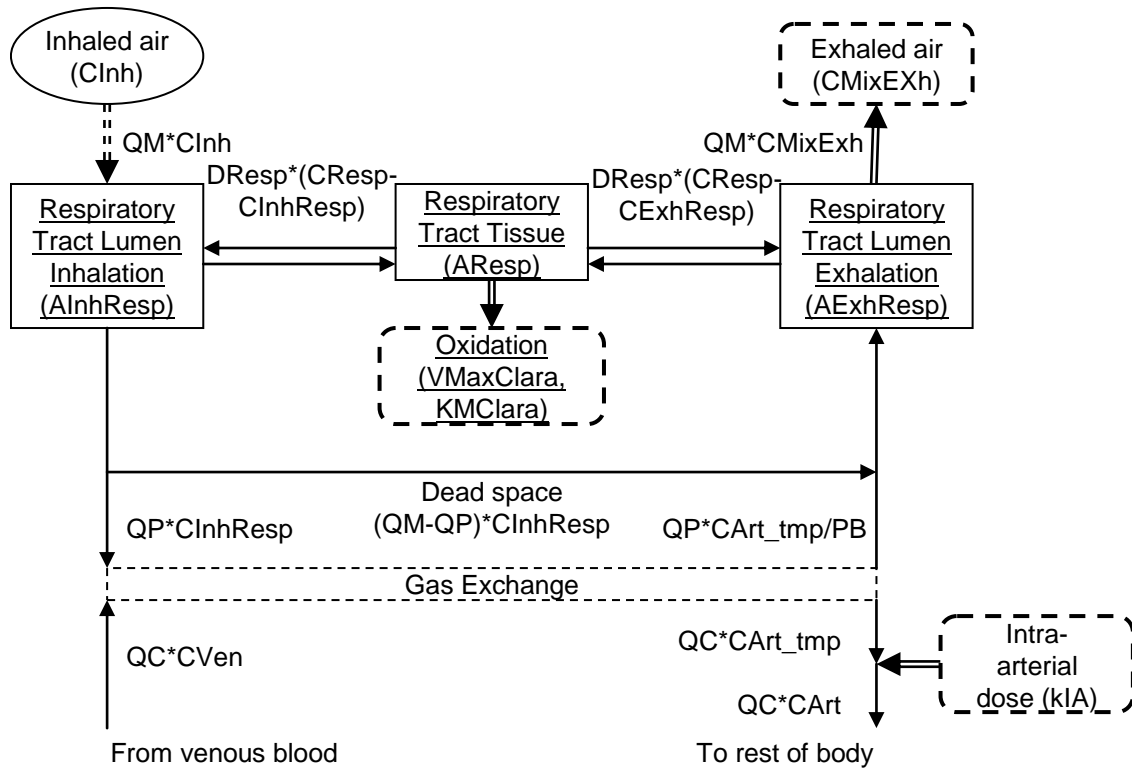 Inhaled air
(CInh)
Exhaled air
(CMixEXh)
QM*CInh
QM*CMixExh
DResp*(CResp-
CInhResp)
DResp*(CResp-
CExhResp)
Respiratory
Tract Lumen
Inhalation
(AInhResp)
Respiratory
Tract Tissue
(AResp)
Respiratory
Tract Lumen
Exhalation
(AExhResp)
Oxidation
(VMaxClara,
KMClara)
Dead space
(QM-QP)*CInhResp
QP*CInhResp
QP*CArt_tmp/PB
Gas Exchange
QC*CVen
QC*CArt_tmp
Intra-
arterial
dose (kIA)
QC*CArt
From venous blood
To rest of body